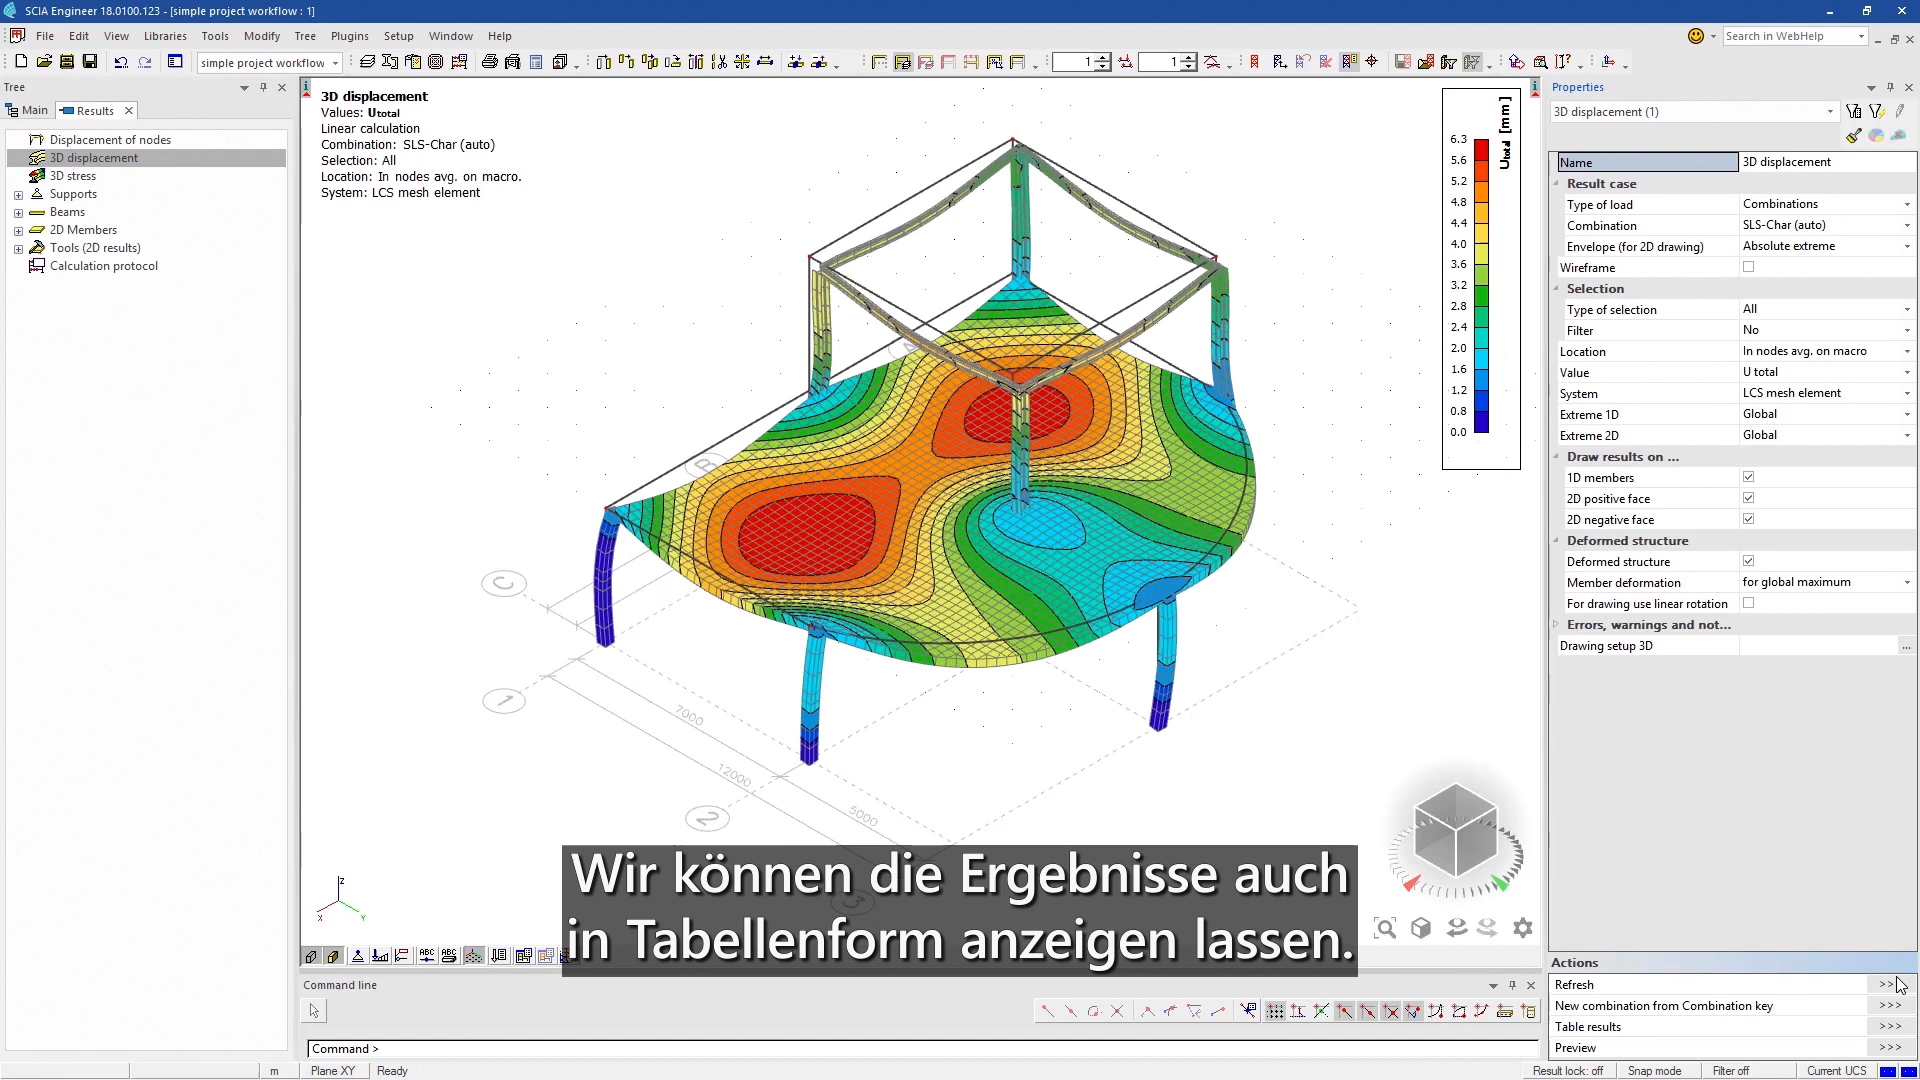 SCIA Engineer 18.0100.123 - [simple project workflow : 1]
File Edit View Libraries Tools Modify Tree Plugins Setup Window Help
Search in WebHelp
simple project workflow
1
1
Tree
Main
Results
Displacement of nodes
3D displacement
3D stress
Supports
Beams
2D Members
Tools (2D results)
Calculation protocol
3D displacement
Values: Utotal
Linear calculation
Combination: SLS-Char (auto)
Selection: All
Location: In nodes avg. on macro.
System: LCS mesh element
Utotal [mm]
6.3
5.6
5.2
4.8
4.4
4.0
3.6
3.2
2.8
2.4
2.0
1.6
1.2
0.8
0.0
A
B
C
1
2
3
7000
12000
5000
z
x
y
Wir können die Ergebnisse auch
in Tabellenform anzeigen lassen.
ABC
ABC
Command line
Command >
Properties
3D displacement (1)
Name 3D displacement
Result case
Type of load Combinations
Combination SLS-Char (auto)
Envelope (for 2D drawing) Absolute extreme
Wireframe
Selection
Type of selection All
Filter No
Location In nodes avg. on macro
Value U total
System LCS mesh element
Extreme 1D Global
Extreme 2D Global
Draw results on ...
1D members
2D positive face
2D negative face
Deformed structure
Deformed structure
Member deformation for global maximum
For drawing use linear rotation
Errors, warnings and not...
Drawing setup 3D ...
Actions
Refresh >>>
New combination from Combination key >>>
Table results >>>
Preview >>>
m Plane XY Ready
Result lock: off Snap mode Filter off Current UCS